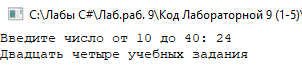 C:\Лабы C#\Лаб.раб. 9\Код Лабораторной 9 (1-5)\
Введите число от 10 до 40: 24
Двадцать четыре учебных задания